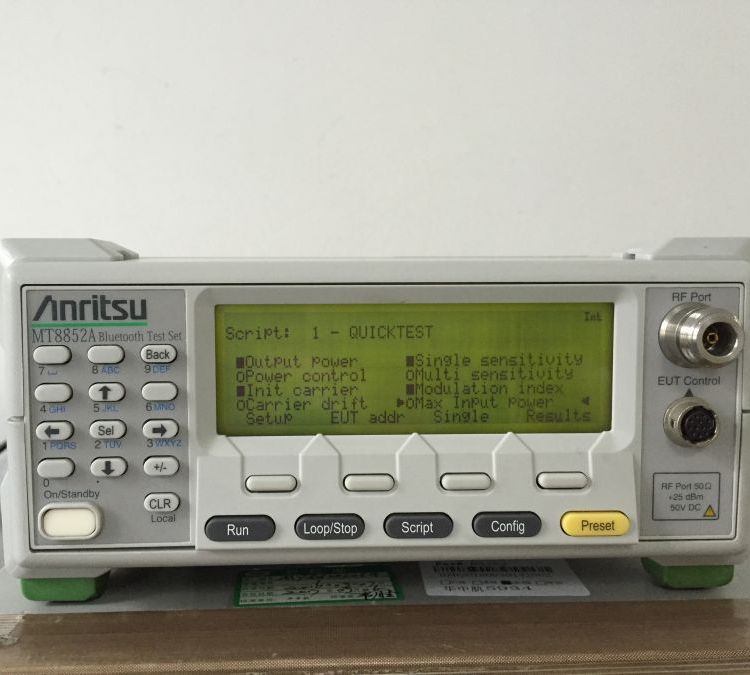 Anritsu
MT8852A Bluetooth Test Set
Back
7 8 ABC 9 DEF
4 GHI 5 JKL 6 MNO
Sel
1 PQRS 2 TUV 3 WXYZ
+/-
0 .
On/Standby
CLR
Local
Int
Script: 1 - QUICKTEST
Output power Single sensitivity
Power control Multi sensitivity
Init carrier Modulation index
Carrier drift Max Input power
Setup EUT addr Single Results
Run Loop/Stop Script Config Preset
RF Port
EUT Control
RF Port 50Ω
+25 dBm
50V DC